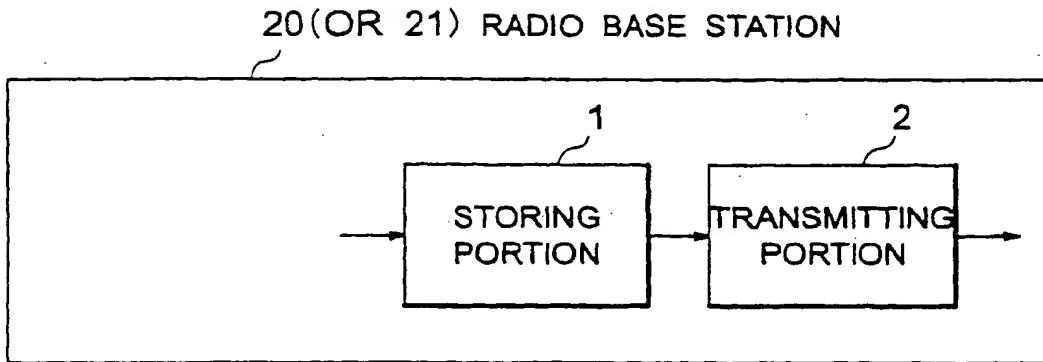 20(OR 21) RADIO BASE STATION
1
2
STORING
PORTION
TRANSMITTING
PORTION